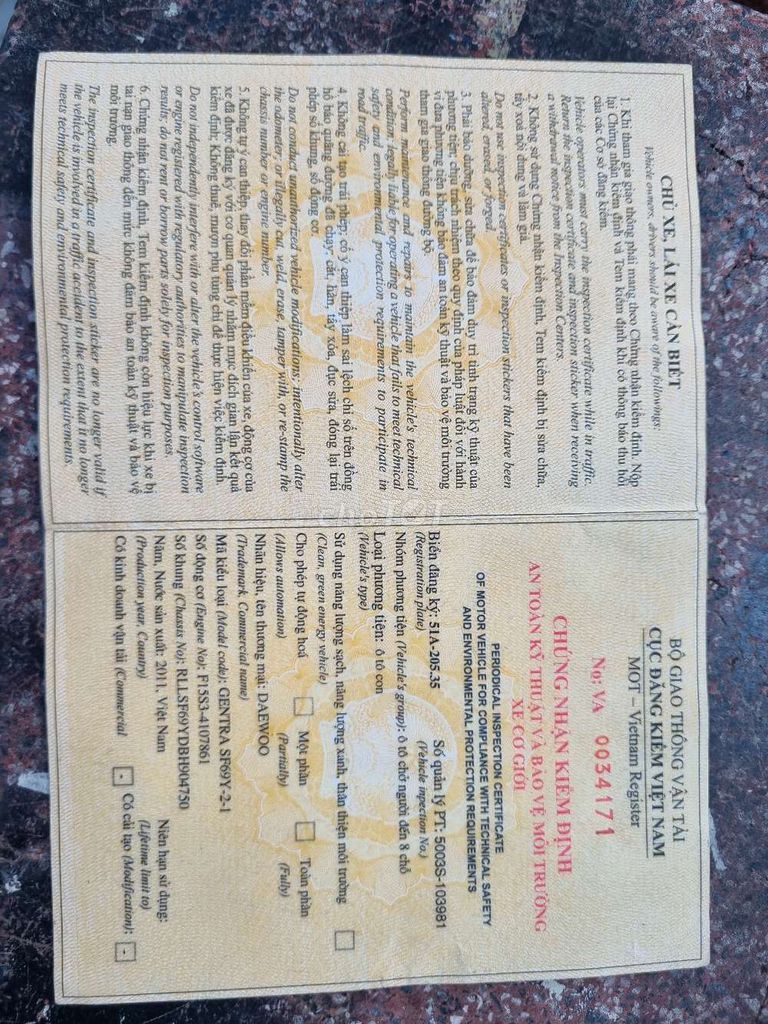 CHỦ XE, LÁI XE CẦN BIẾT
Vehicle owners, drivers should be aware of the followings:
1. Khi tham gia giao thông phải mang theo Chứng nhận kiểm định. Nộp
lại Chứng nhận kiểm định và Tem kiểm định khi có thông báo thu hồi
của các Cơ sở đăng kiểm.
Vehicle operators must carry the inspection certificate while in traffic.
Return the inspection certificate and inspection sticker when receiving
a withdrawal notice from the Inspection Centers.
2. Không sử dụng Chứng nhận kiểm định, Tem kiểm định bị sửa chữa,
tẩy xoá nội dung và làm giả.
Do not use inspection certificates or inspection stickers that have been
altered, erased, or forged.
3. Phải bảo dưỡng, sửa chữa để bảo đảm duy trì tình trạng kỹ thuật của
phương tiện; chịu trách nhiệm theo quy định của pháp luật đối với hành
vi đưa phương tiện không bảo đảm an toàn kỹ thuật và bảo vệ môi trường
tham gia giao thông đường bộ.
Perform maintenance and repairs to maintain the vehicle's technical
condition; legally liable for operating a vehicle that fails to meet technical
safety and environmental protection requirements to participate in
road traffic.
4. Không cải tạo trái phép; cố ý can thiệp làm sai lệch chỉ số trên đồng
hồ báo quãng đường đã chạy; cắt, hàn, tẩy xóa, đục sửa, đóng lại trái
phép số khung, số động cơ.
Do not conduct unauthorized vehicle modifications; intentionally alter
the odometer; or illegally cut, weld, erase, tamper with, or re-stamp the
chassis number or engine number.
5. Không tự ý can thiệp, thay đổi phần mềm điều khiển của xe, động cơ của
xe đã được đăng ký với cơ quan quản lý nhằm mục đích gian lận kết quả
kiểm định; Không thuê, mượn phụ tùng chỉ để thực hiện việc kiểm định.
Do not independently interfere with or alter the vehicle's control software
or engine registered with regulatory authorities to manipulate inspection
results; do not rent or borrow parts solely for inspection purposes.
6. Chứng nhận kiểm định, Tem kiểm định không còn hiệu lực khi xe bị
tai nạn giao thông đến mức không đảm bảo an toàn kỹ thuật và bảo vệ
môi trường.
The inspection certificate and inspection sticker are no longer valid if
the vehicle is involved in a traffic accident to the extent that it no longer
meets technical safety and environmental protection requirements.
BỘ GIAO THÔNG VẬN TẢI
CỤC ĐĂNG KIỂM VIỆT NAM
MOT – Vietnam Register
No: VA 0034171
CHỨNG NHẬN KIỂM ĐỊNH
AN TOÀN KỸ THUẬT VÀ BẢO VỆ MÔI TRƯỜNG
XE CƠ GIỚI
PERIODICAL INSPECTION CERTIFICATE
OF MOTOR VEHICLE FOR COMPLIANCE WITH TECHNICAL SAFETY
AND ENVIRONMENTAL PROTECTION REQUIREMENTS
Biển đăng ký: 51A-205.35 Số quản lý PT: 5003S-103981
(Registration plate) (Vehicle inpection No.)
Nhóm phương tiện (Vehicle's group): ô tô chở người đến 8 chỗ
Loại phương tiện: ô tô con
(Vehicle's type)
Sử dụng năng lượng sạch, năng lượng xanh, thân thiện môi trường
(Clean, green energy vehicle)
Cho phép tự động hoá Một phần Toàn phần
(Allows automation) (Partially) (Fully)
Nhãn hiệu, tên thương mại: DAEWOO
(Trademark, Commercial name)
Mã kiểu loại (Model code): GENTRA SF69Y-2-1
Số động cơ (Engine No): F15S3-4107861
Số khung (Chassis No): RLLSF69YDBH004750
Năm, Nước sản xuất: 2011, Việt Nam Niên hạn sử dụng:
(Production year, Country) (Lifetime limit to)
Có kinh doanh vận tải (Commercial - Có cải tạo (Modification): -